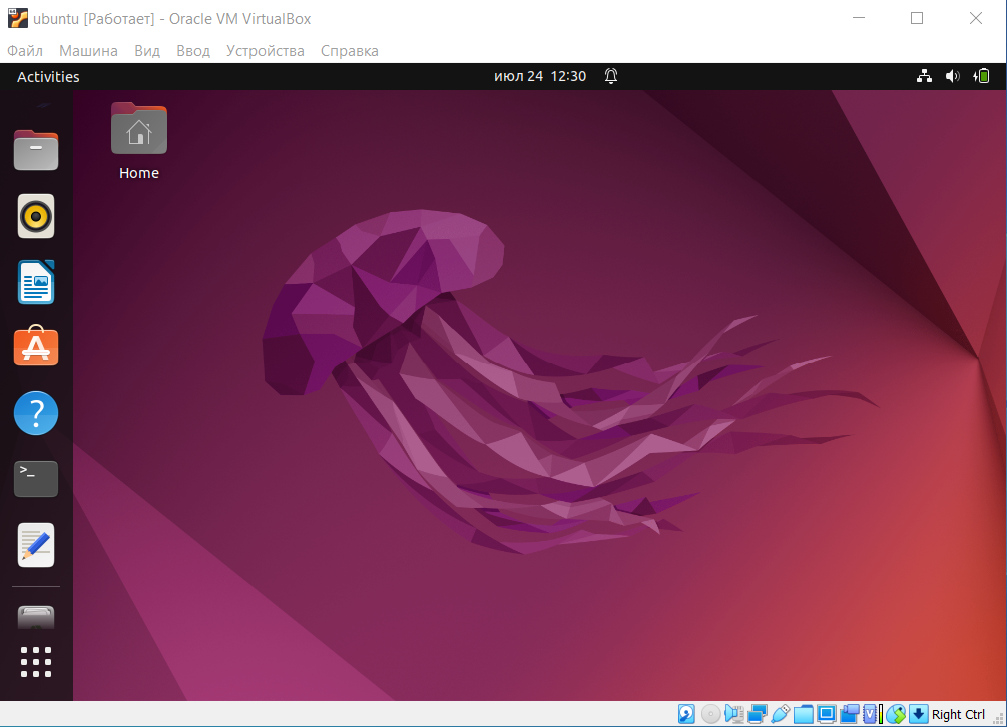 ubuntu [Работает] - Oracle VM VirtualBox
Файл Машина Вид Ввод Устройства Справка
Activities июл 24 12:30
Home
>_
Right Ctrl